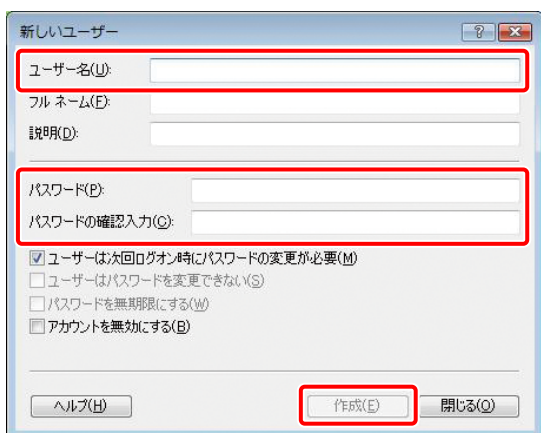 新しいユーザー
ユーザー名(U):
フル ネーム(F):
説明(D):
パスワード(P):
パスワードの確認入力(C):
ユーザーは次回ログオン時にパスワードの変更が必要(M)
ユーザーはパスワードを変更できない(S)
パスワードを無期限にする(W)
アカウントを無効にする(B)
ヘルプ(H) 作成(E) 閉じる(O)